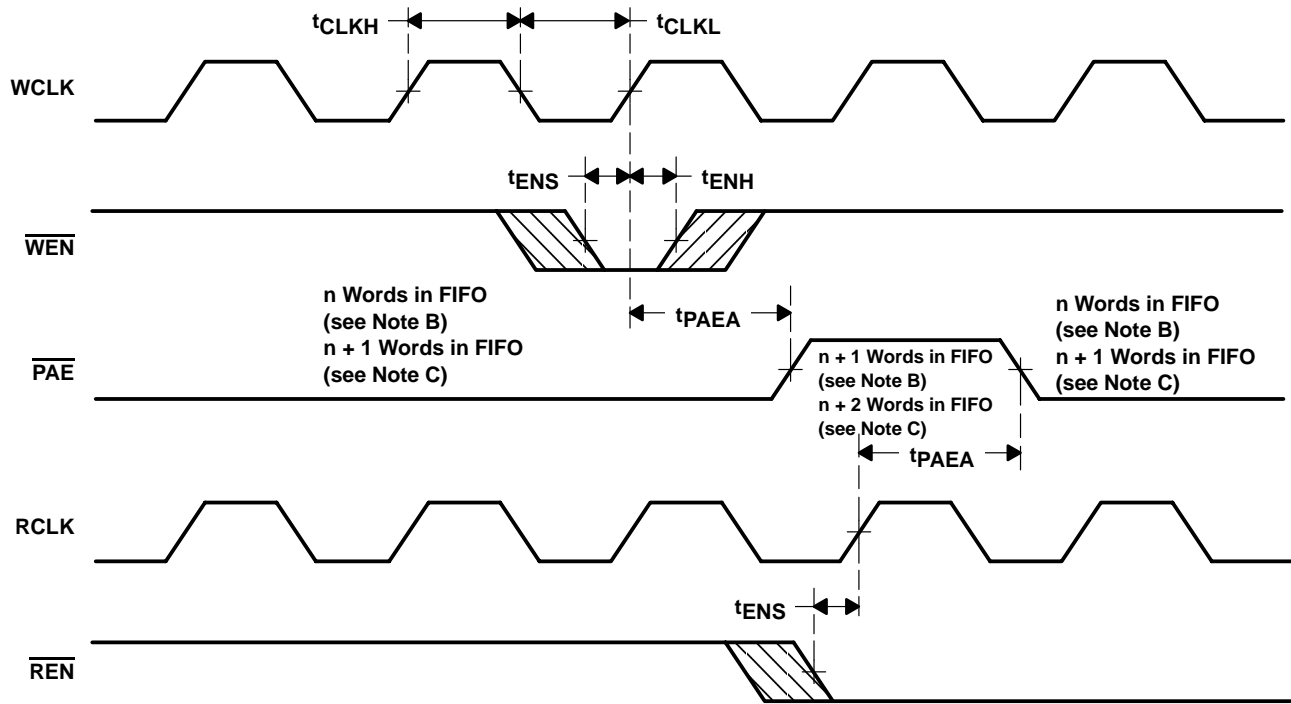 tCLKH
tCLKL
WCLK
tENS
tENH
WEN
n Words in FIFO
(see Note B)
n + 1 Words in FIFO
(see Note C)
tPAEA
n Words in FIFO
(see Note B)
n + 1 Words in FIFO
(see Note C)
PAE
n + 1 Words in FIFO
(see Note B)
n + 2 Words in FIFO
(see Note C)
tPAEA
RCLK
tENS
REN